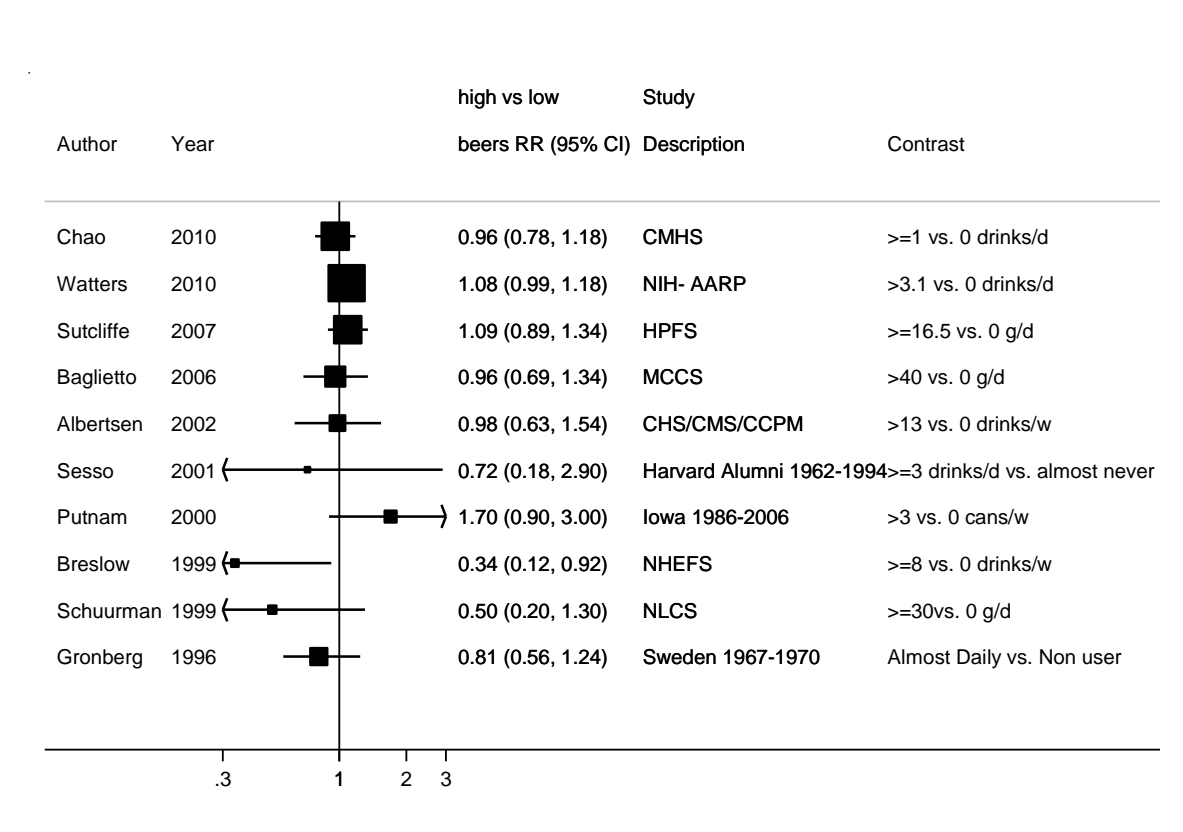 high vs low Study
Author Year beers RR (95% CI) Description Contrast
Chao 2010 0.96 (0.78, 1.18) CMHS >=1 vs. 0 drinks/d
Watters 2010 1.08 (0.99, 1.18) NIH- AARP >3.1 vs. 0 drinks/d
Sutcliffe 2007 1.09 (0.89, 1.34) HPFS >=16.5 vs. 0 g/d
Baglietto 2006 0.96 (0.69, 1.34) MCCS >40 vs. 0 g/d
Albertsen 2002 0.98 (0.63, 1.54) CHS/CMS/CCPM >13 vs. 0 drinks/w
Sesso 2001 0.72 (0.18, 2.90) Harvard Alumni 1962-1994 >=3 drinks/d vs. almost never
Putnam 2000 1.70 (0.90, 3.00) Iowa 1986-2006 >3 vs. 0 cans/w
Breslow 1999 0.34 (0.12, 0.92) NHEFS >=8 vs. 0 drinks/w
Schuurman 1999 0.50 (0.20, 1.30) NLCS >=30vs. 0 g/d
Gronberg 1996 0.81 (0.56, 1.24) Sweden 1967-1970 Almost Daily vs. Non user
.3 1 2 3